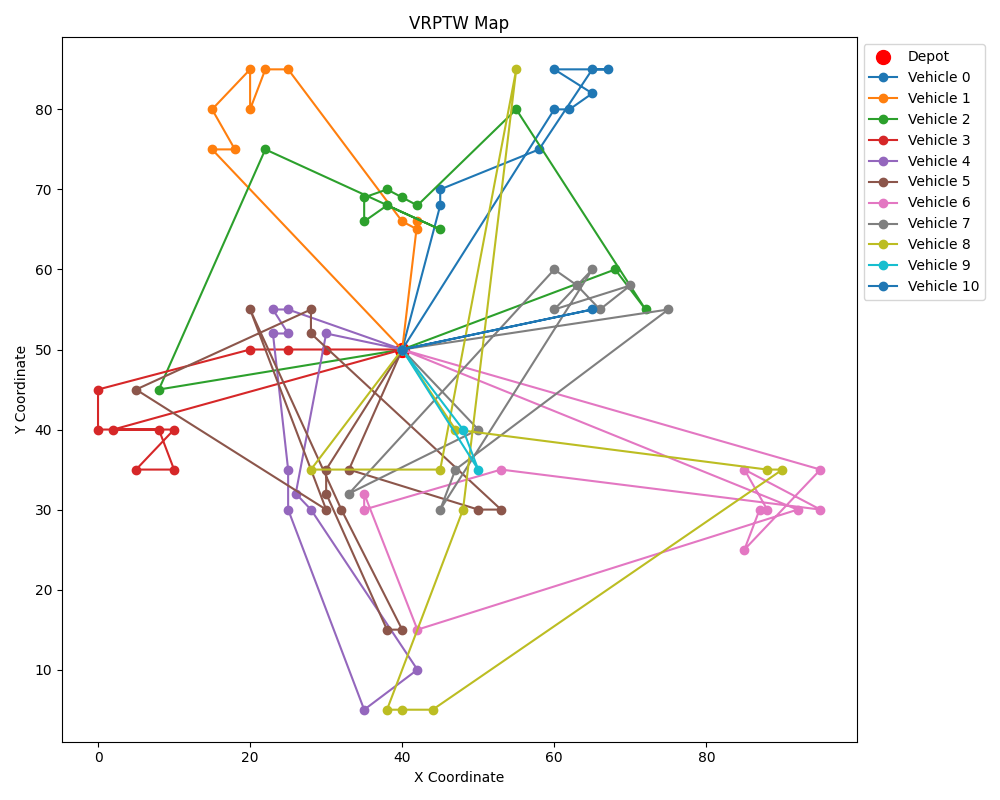 VRPTW Map
Y Coordinate
80
70
60
50
40
30
20
10
0
20
40
60
80
X Coordinate
Depot
Vehicle 0
Vehicle 1
Vehicle 2
Vehicle 3
Vehicle 4
Vehicle 5
Vehicle 6
Vehicle 7
Vehicle 8
Vehicle 9
Vehicle 10